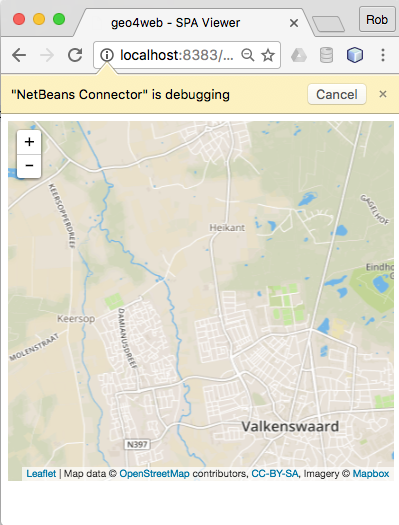 geo4web - SPA Viewer
Rob
localhost:8383/...
"NetBeans Connector" is debugging
Cancel
+
−
KEERSOPPERDREEF
GAGELHOF
Heikant
Eindho
Keersop
DAMIANUSDREEF
MOLENSTRAAT
Valkenswaard
N397
Leaflet | Map data © OpenStreetMap contributors, CC-BY-SA, Imagery © Mapbox